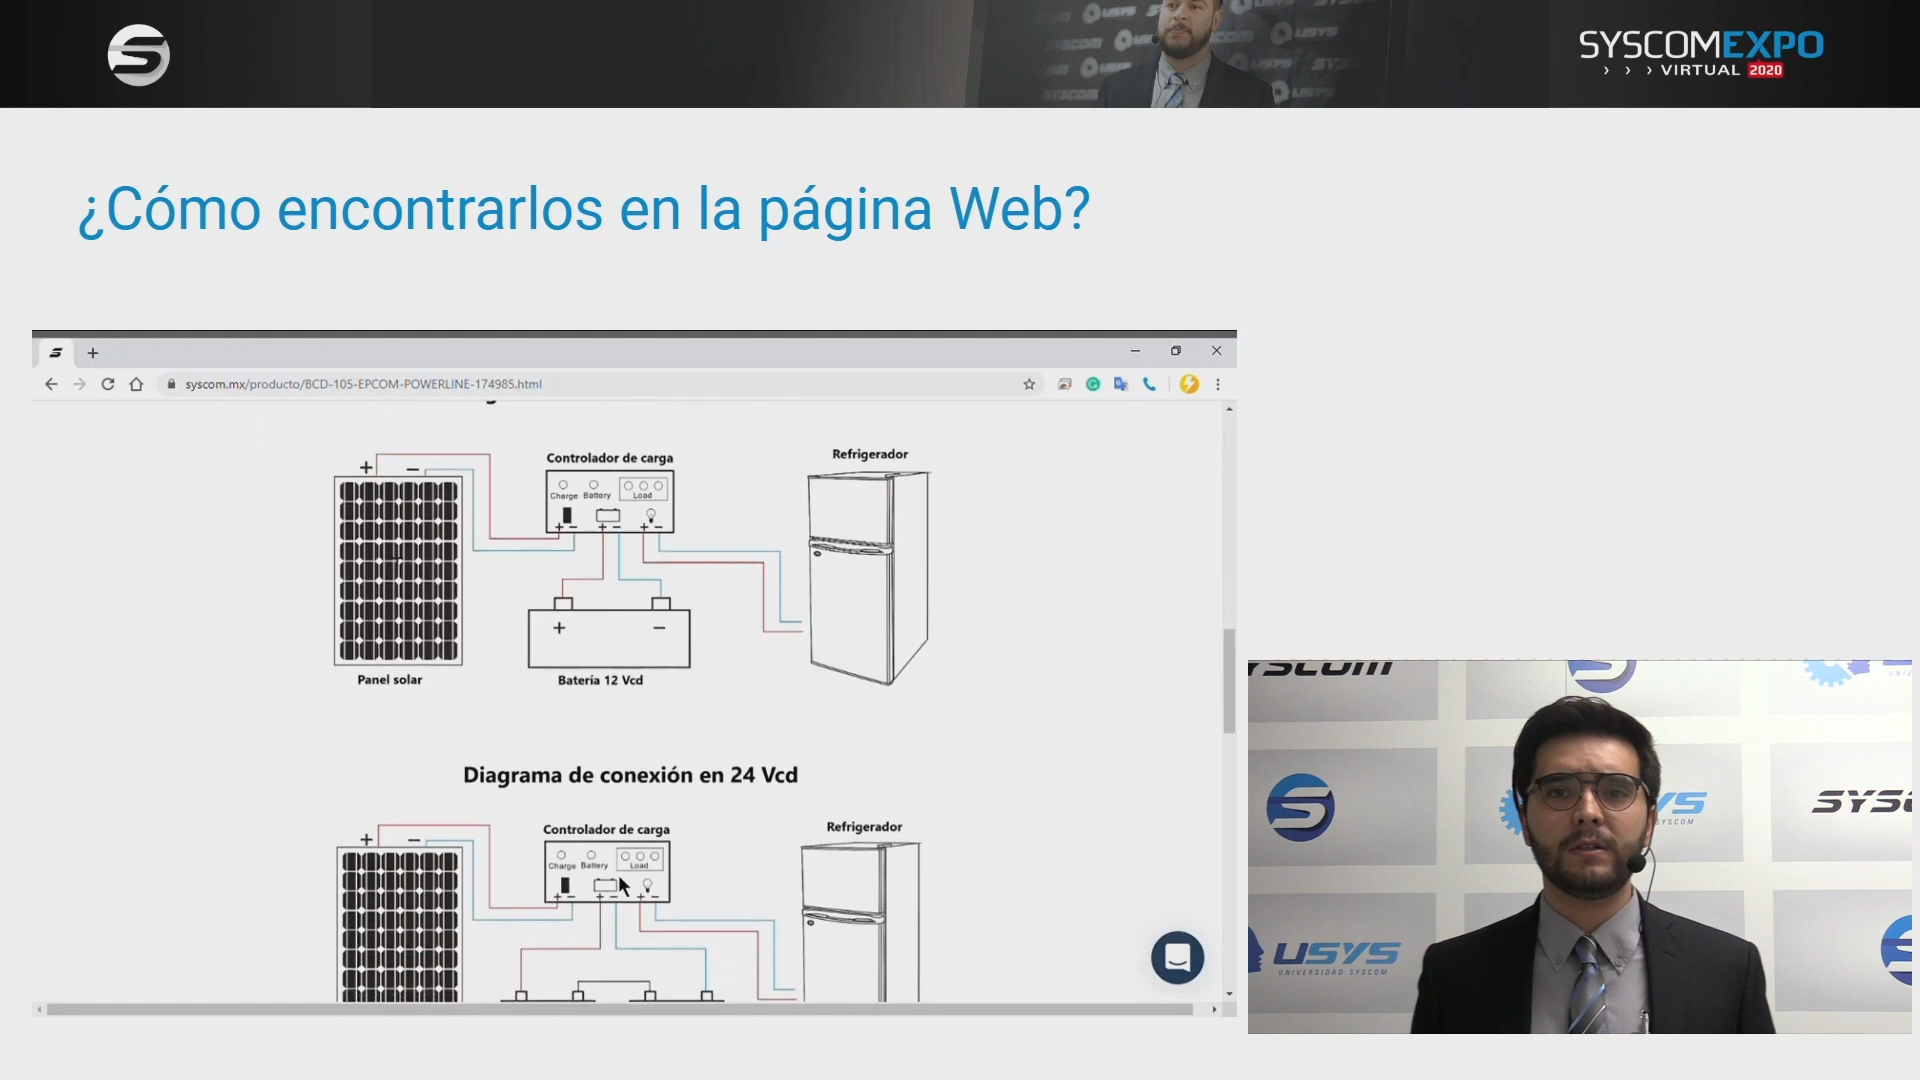 SYSCOMEXPO
› › › VIRTUAL 2020
¿Cómo encontrarlos en la página Web?
syscom.mx/producto/BCD-105-EPCOM-POWERLINE-174985.html
Controlador de carga
Refrigerador
+ −
Charge Battery Load
+ − + − + −
+ −
Panel solar
Batería 12 Vcd
Diagrama de conexión en 24 Vcd
Controlador de carga
Refrigerador
+ −
Charge Battery Load
+ − + − + −
SYSCOM
USYS
UNIVERSIDAD SYSCOM